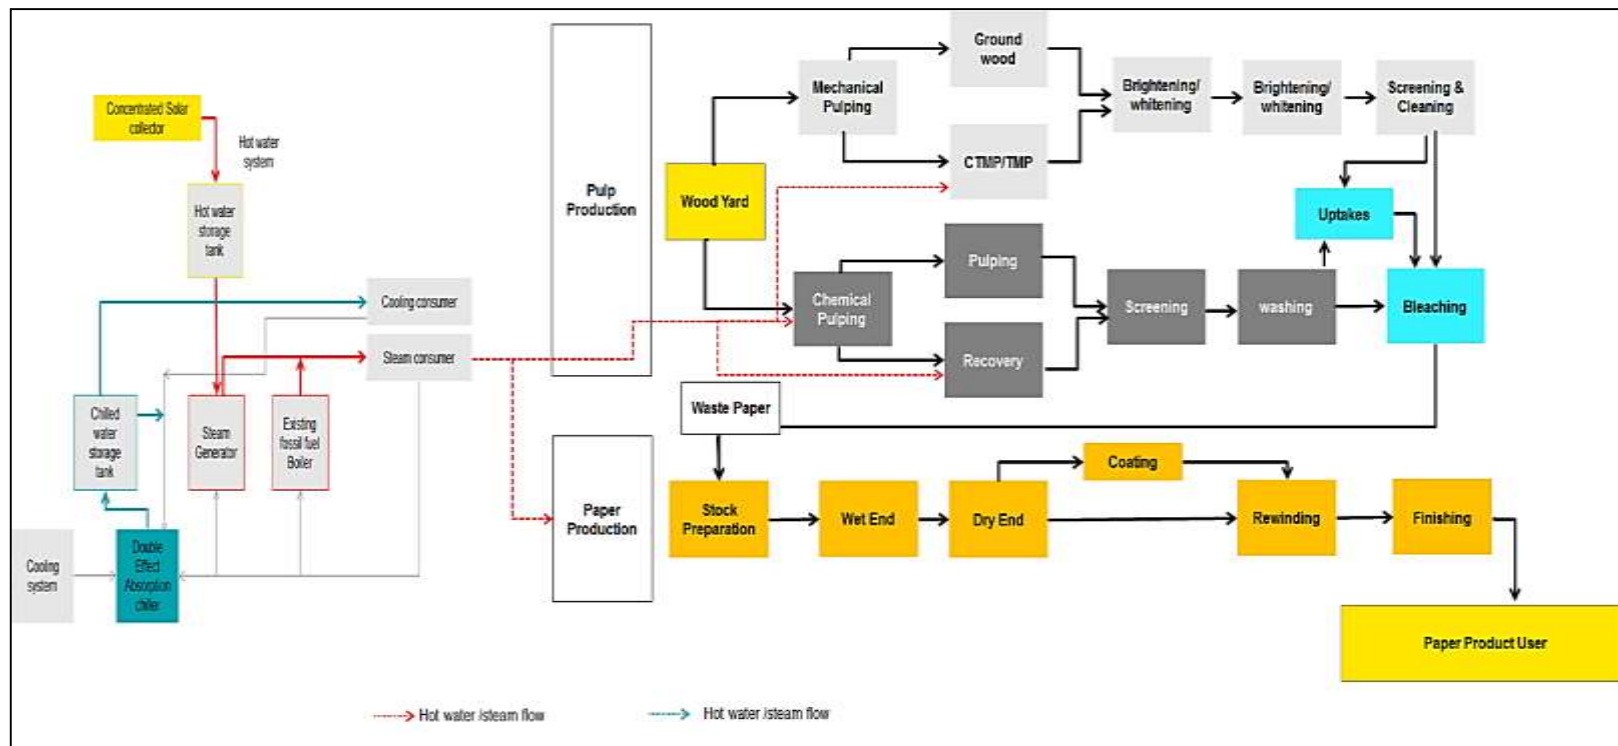 Concentrated Solar
collector
Hot water
system
Hot water
storage
tank
Cooling consumer
Steam consumer
Chilled
water
storage
tank
Steam
Generator
Existing
fossil fuel
Boiler
Cooling
system
Double
Effect
Absorption
chiller
Pulp
Production
Paper
Production
Wood Yard
Mechanical
Pulping
Ground
wood
CTMP/TMP
Brightening/
whitening
Brightening/
whitening
Screening &
Cleaning
Uptakes
Chemical
Pulping
Pulping
Recovery
Screening
washing
Bleaching
Waste Paper
Stock
Preparation
Wet End
Dry End
Coating
Rewinding
Finishing
Paper Product User
Hot water /steam flow
Hot water /steam flow